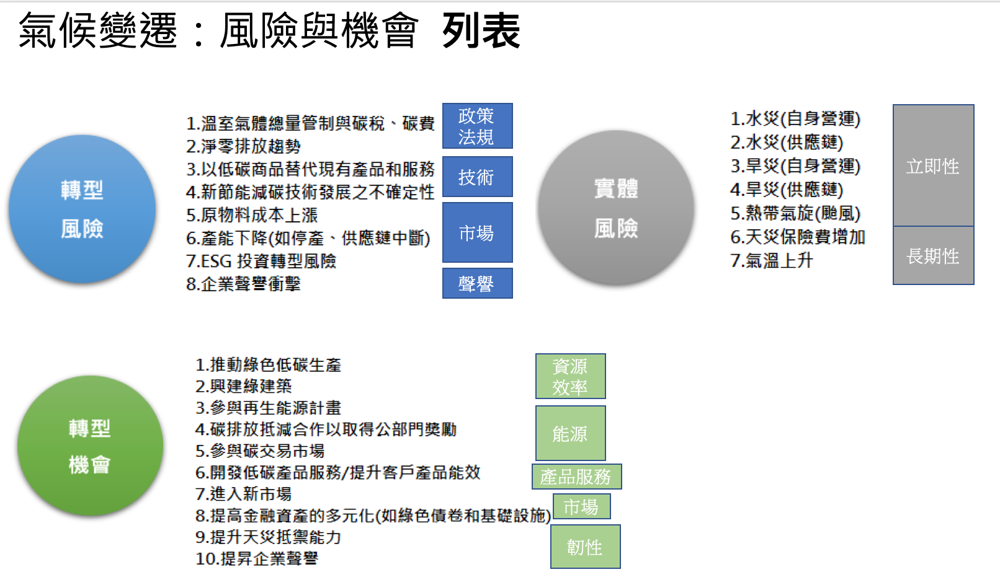 氣候變遷：風險與機會 列表
轉型
風險
1.溫室氣體總量管制與碳稅、碳費
2.淨零排放趨勢
3.以低碳商品替代現有產品和服務
4.新節能減碳技術發展之不確定性
5.原物料成本上漲
6.產能下降(如停產、供應鏈中斷)
7.ESG 投資轉型風險
8.企業聲譽衝擊
政策
法規
技術
市場
聲譽
實體
風險
1.水災(自身營運)
2.水災(供應鏈)
3.旱災(自身營運)
4.旱災(供應鏈)
5.熱帶氣旋(颱風)
6.天災保險費增加
7.氣溫上升
立即性
長期性
轉型
機會
1.推動綠色低碳生產
2.興建綠建築
3.參與再生能源計畫
4.碳排放抵減合作以取得公部門獎勵
5.參與碳交易市場
6.開發低碳產品服務/提升客戶產品能效
7.進入新市場
8.提高金融資產的多元化(如綠色債卷和基礎設施)
9.提升天災抵禦能力
10.提昇企業聲譽
資源
效率
能源
產品服務
市場
韌性